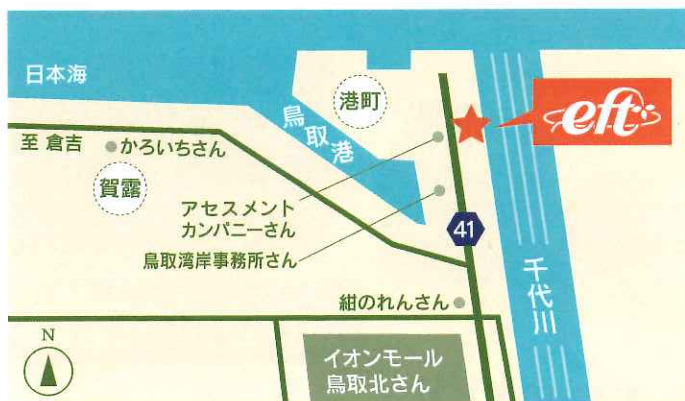 日本海
港町
鳥取港
eft
至 倉吉
かろいちさん
賀露
アセスメント
カンパニーさん
41
鳥取湾岸事務所さん
千代川
紺のれんさん
N
イオンモール
鳥取北さん